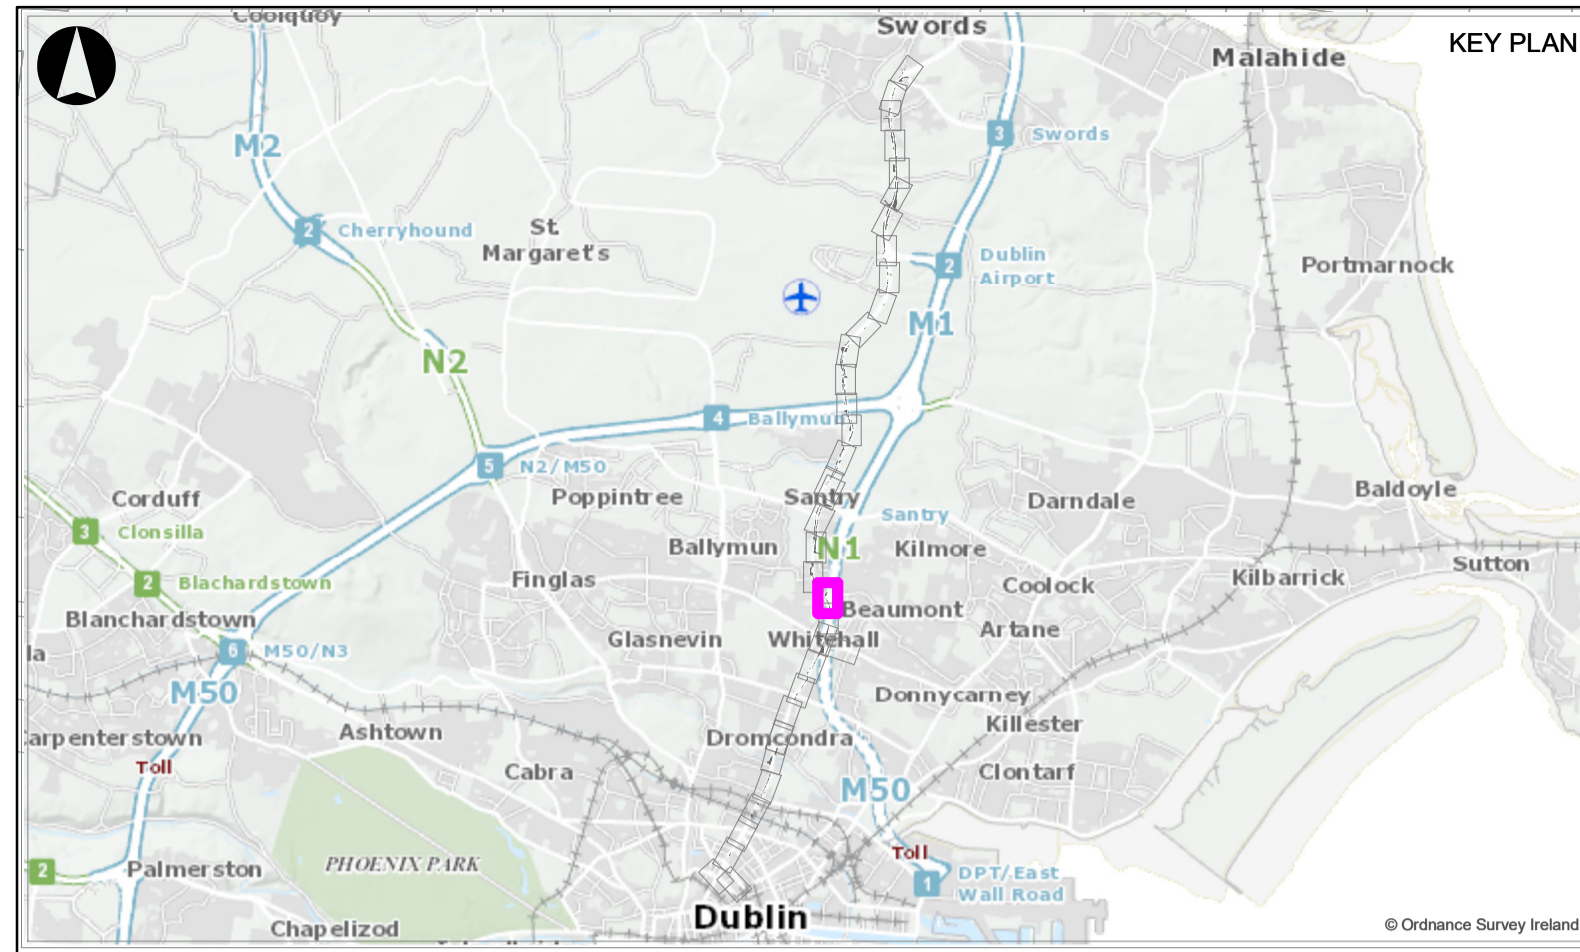 Coolquoy
Swords
KEY PLAN
Malahide
M2
3 Swords
2 Cherryhound
St.
Margaret's
Dublin
2
Airport
Portmarnock
M1
N2
4 Ballymun
5 N2/M50
Corduff
Poppintree
Santry
Darndale
Baldoyle
3 Clonsilla
Santry
Ballymun
N1
Kilmore
Sutton
2 Blachardstown
Finglas
Coolock
Kilbarrick
Blanchardstown
Beaumont
Artane
la
6 M50/N3
Glasnevin
Whitehall
M50
Donnycarney
Killester
arpenterstown
Ashtown
Dromcondra
Toll
Cabra
Clontarf
M50
2
Palmerston
PHOENIX PARK
Toll
1
DPT/East
Wall Road
Chapelizod
Dublin
© Ordnance Survey Ireland